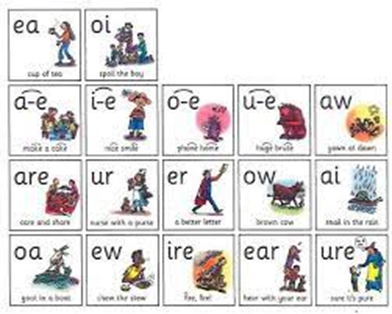 ea oi
cup of tea spoil the boy
a-e i-e o-e u-e aw
make a cake nice smile phone home huge brute yawn at dawn
are ur er ow ai
care and share nurse with a purse a better letter brown cow snail in the rain
oa ew ire ear ure
goat in a boat chew the stew fire, fire! hear with your ear sure it's pure